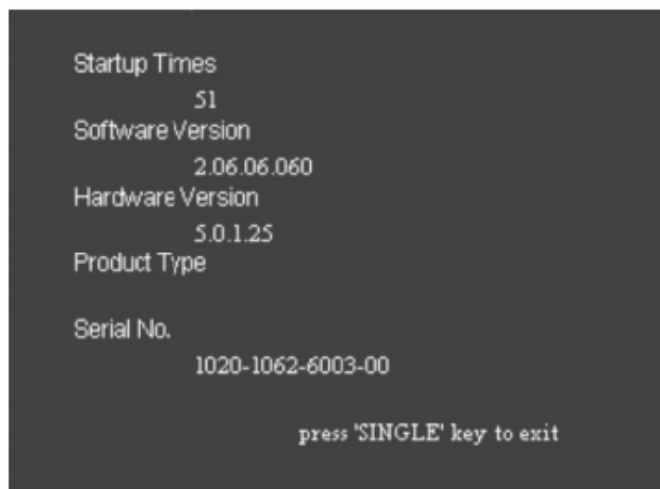 Startup Times
51
Software Version
2.06.06.060
Hardware Version
5.0.1.25
Product Type
Serial No.
1020-1062-6003-00
press 'SINGLE' key to exit